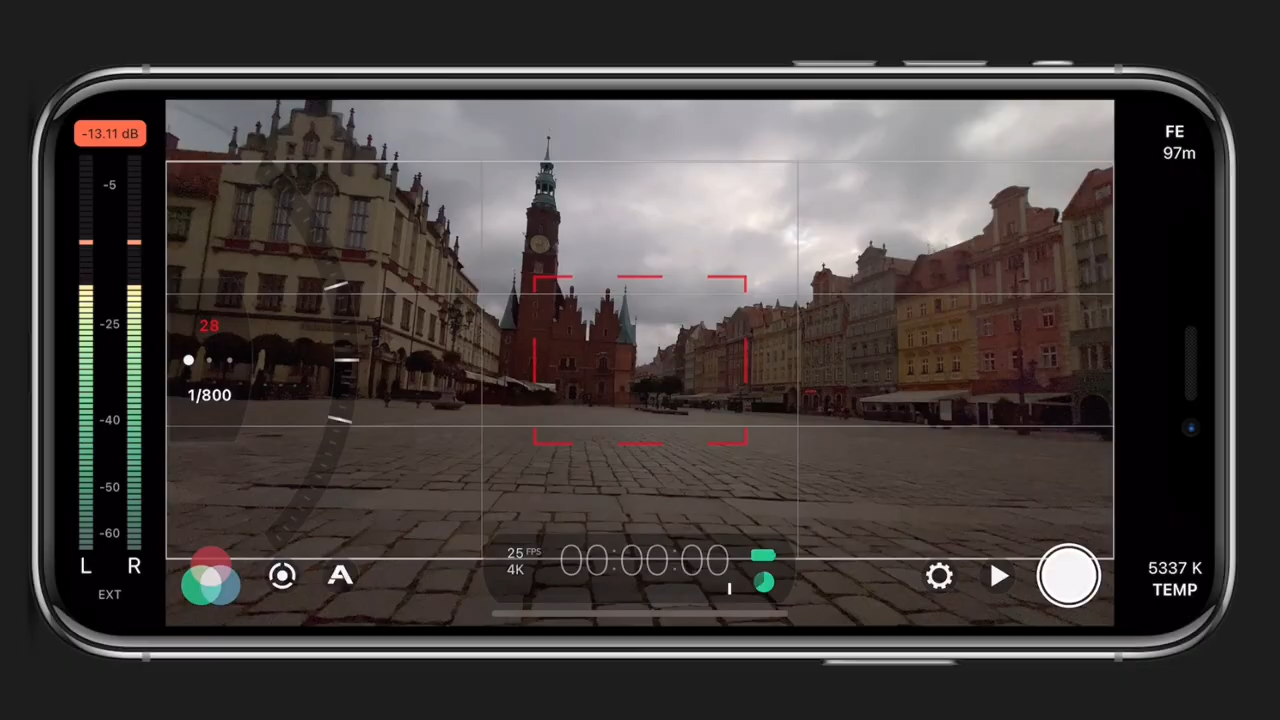 -13.11 dB
-5
-25
-40
-50
-60
L R
EXT
28
1/800
25 FPS
4K
00:00:00
FE
97m
5337 K
TEMP